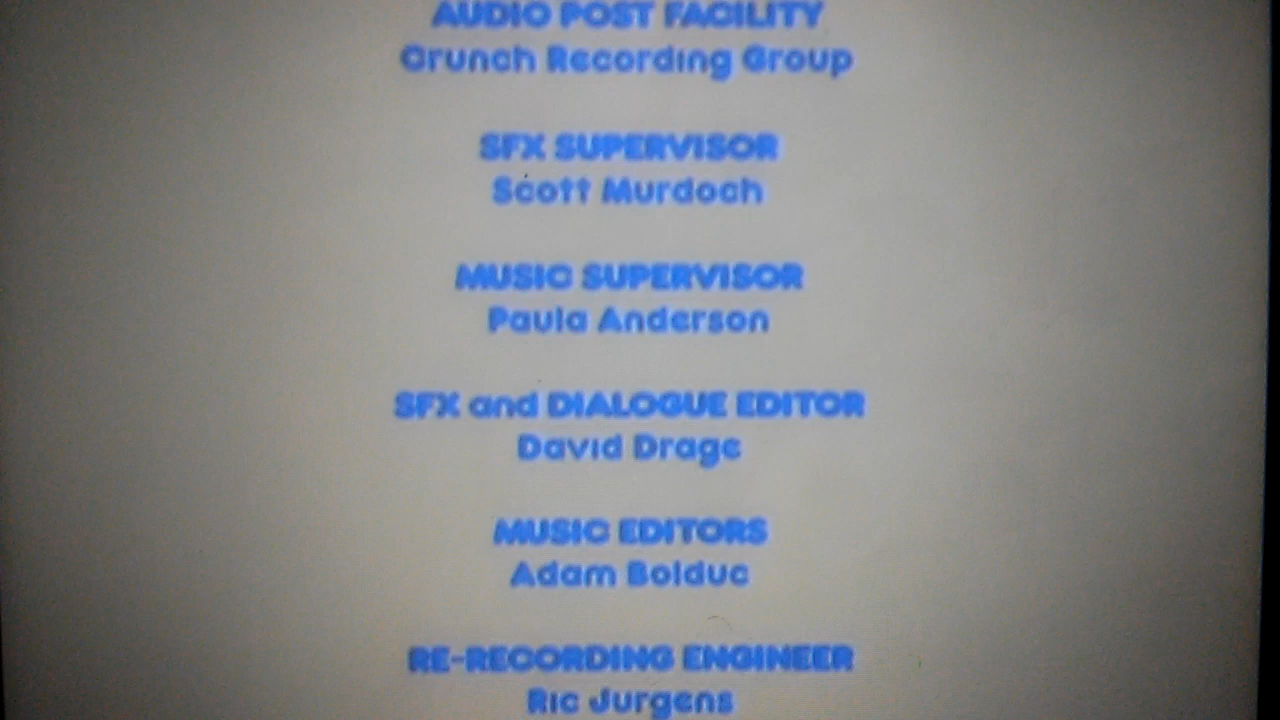 AUDIO POST FACILITY
Crunch Recording Group
SFX SUPERVISOR
Scott Murdoch
MUSIC SUPERVISOR
Paula Anderson
SFX and DIALOGUE EDITOR
David Drage
MUSIC EDITORS
Adam Bolduc
RE-RECORDING ENGINEER
Ric Jurgens